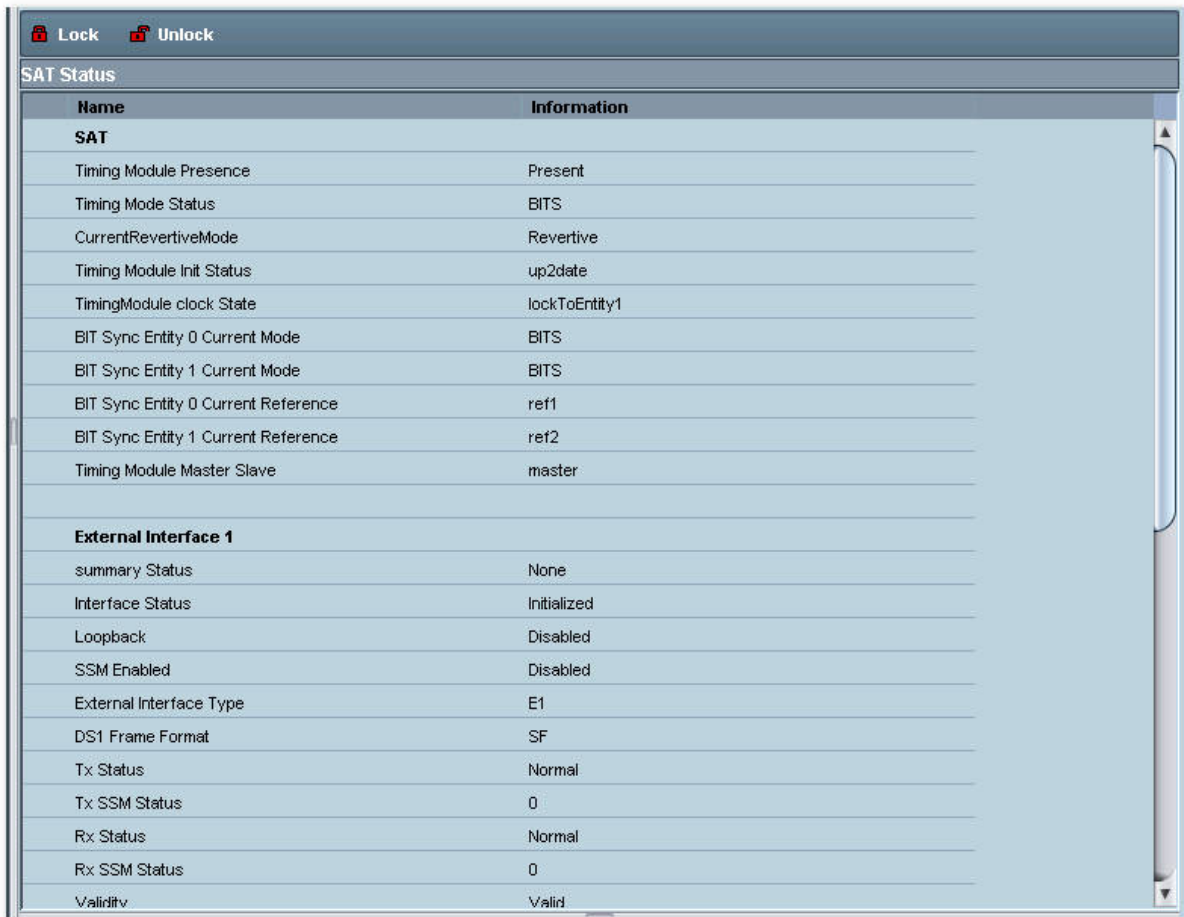 Lock Unlock
SAT Status
Name Information
SAT
Timing Module Presence Present
Timing Mode Status BITS
CurrentRevertiveMode Revertive
Timing Module Init Status up2date
TimingModule clock State lockToEntity1
BIT Sync Entity 0 Current Mode BITS
BIT Sync Entity 1 Current Mode BITS
BIT Sync Entity 0 Current Reference ref1
BIT Sync Entity 1 Current Reference ref2
Timing Module Master Slave master
External Interface 1
summary Status None
Interface Status Initialized
Loopback Disabled
SSM Enabled Disabled
External Interface Type E1
DS1 Frame Format SF
Tx Status Normal
Tx SSM Status 0
Rx Status Normal
Rx SSM Status 0
Validity Valid